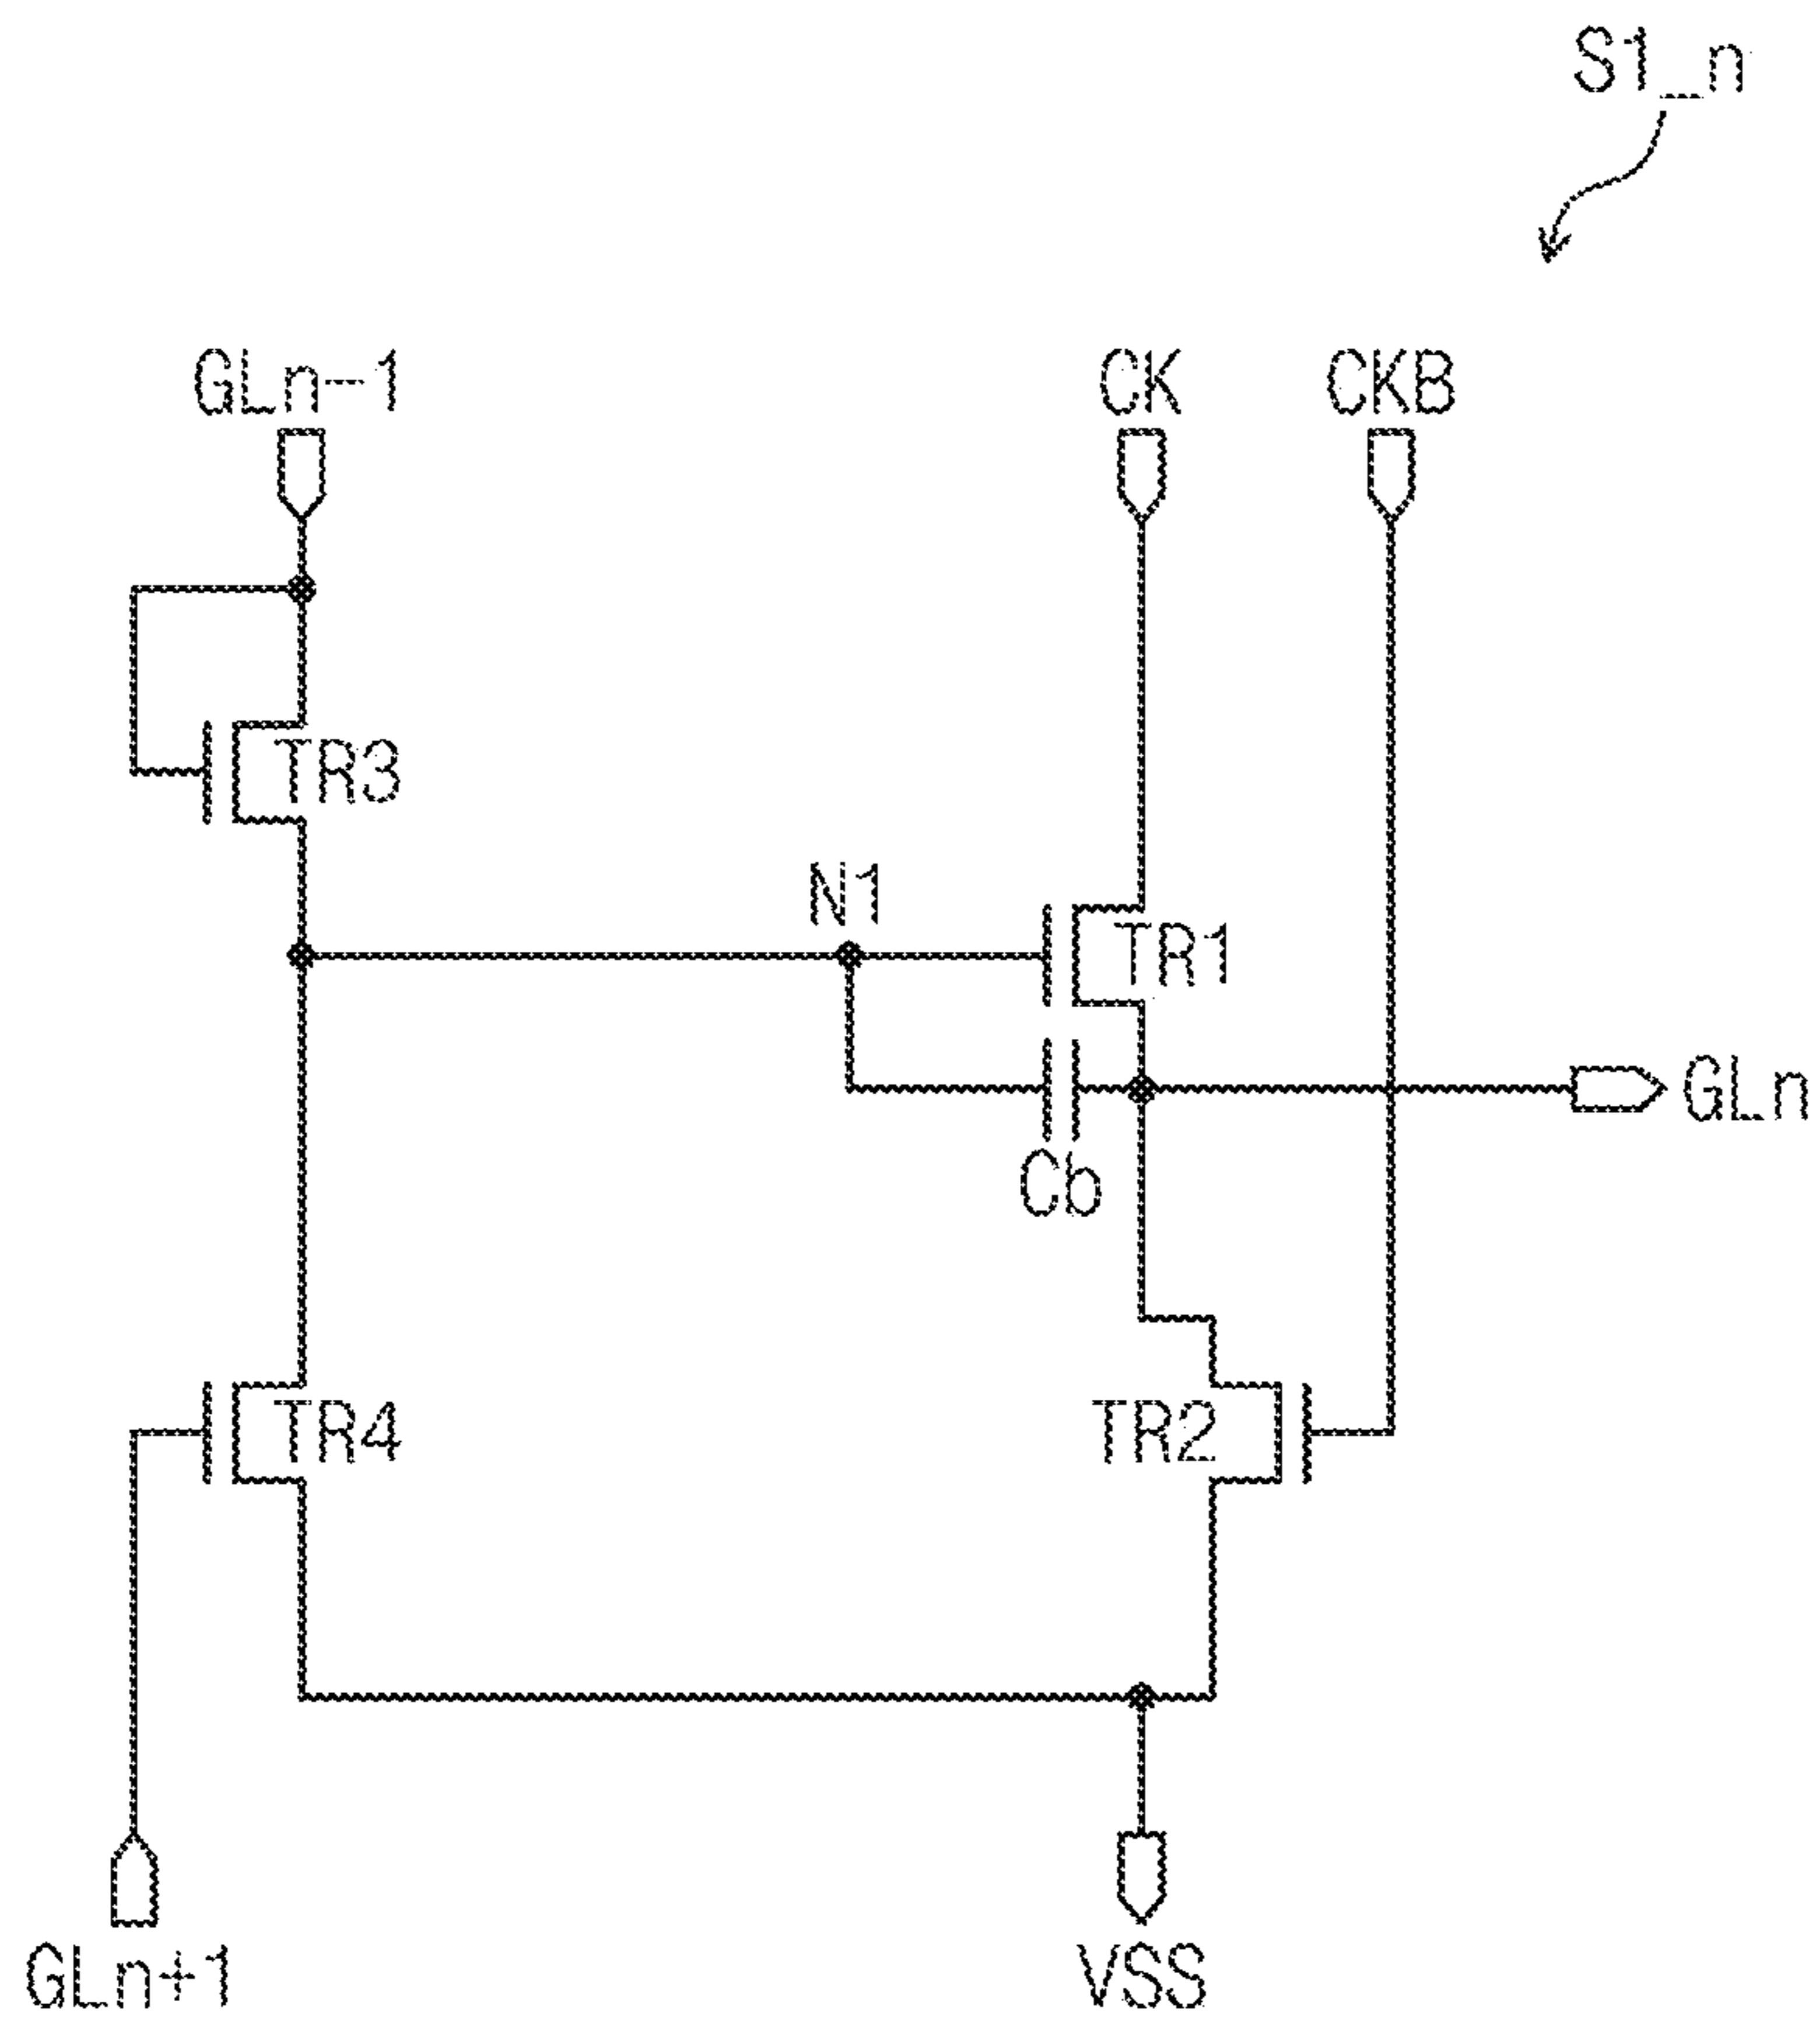 S1_n
GLn-1
CK
CKB
TR3
N1
TR1
GLn
Cb
TR4
TR2
GLn+1
VSS